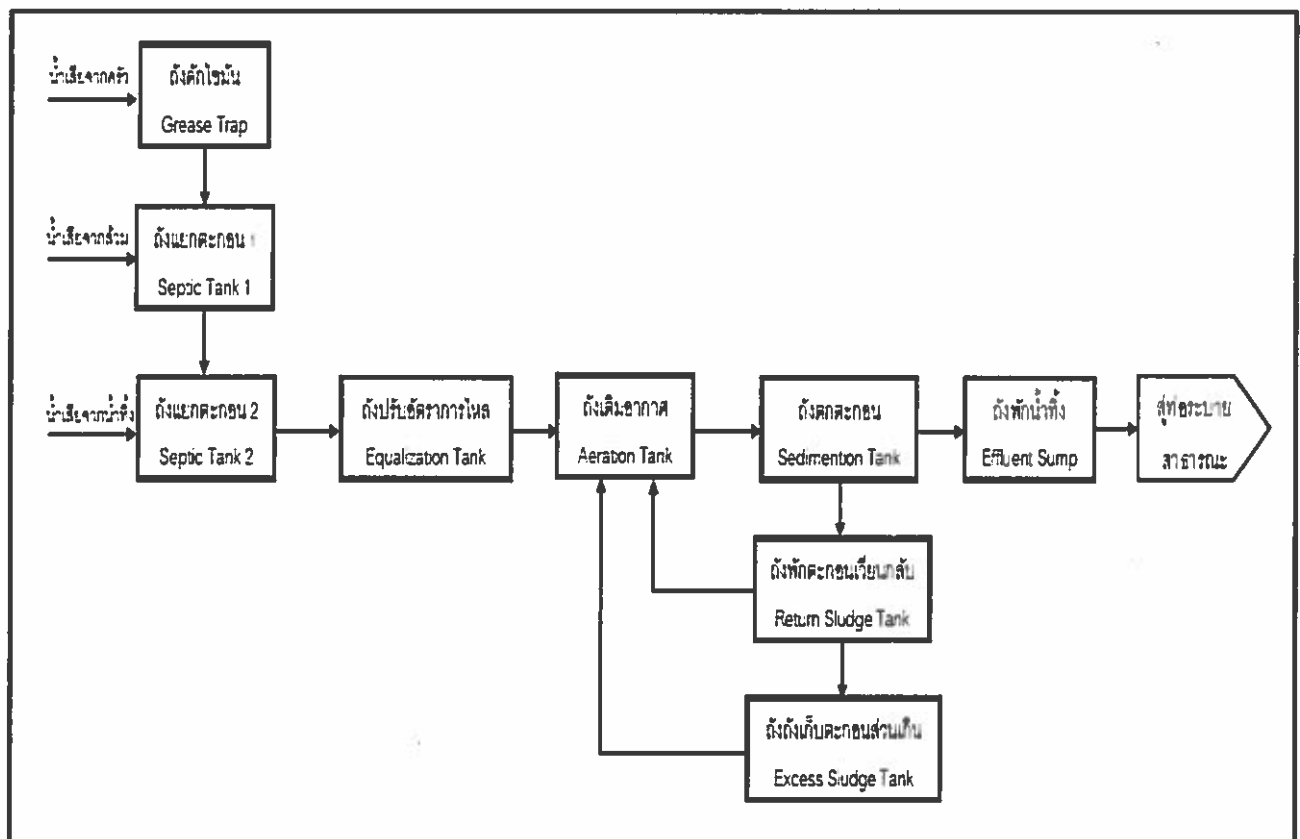 น้ำเสียจากครัว
ถังดักไขมัน
Grease Trap
น้ำเสียจากส้วม
ถังแยกตะกอน 1
Septic Tank 1
น้ำเสียจากน้ำทิ้ง
ถังแยกตะกอน 2
Septic Tank 2
ถังปรับอัตราการไหล
Equalization Tank
ถังเติมอากาศ
Aeration Tank
ถังตกตะกอน
Sedimention Tank
ถังพักน้ำทิ้ง
Effluent Sump
สู่ท่อระบาย
สาธารณะ
ถังพักตะกอนเวียนกลับ
Return Sludge Tank
ถังถังเก็บตะกอนส่วนเกิน
Excess Sludge Tank